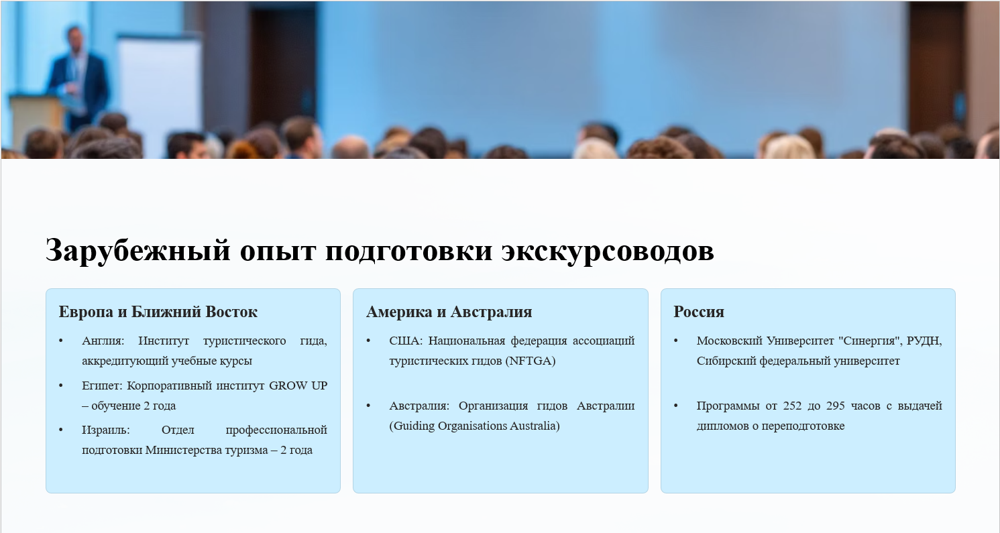 Зарубежный опыт подготовки экскурсоводов
Европа и Ближний Восток
• Англия: Институт туристического гида,
аккредитующий учебные курсы
• Египет: Корпоративный институт GROW UP
– обучение 2 года
• Израиль: Отдел профессиональной
подготовки Министерства туризма – 2 года
Америка и Австралия
• США: Национальная федерация ассоциаций
туристических гидов (NFTGA)
• Австралия: Организация гидов Австралии
(Guiding Organisations Australia)
Россия
• Московский Университет "Синергия", РУДН,
Сибирский федеральный университет
• Программы от 252 до 295 часов с выдачей
дипломов о переподготовке